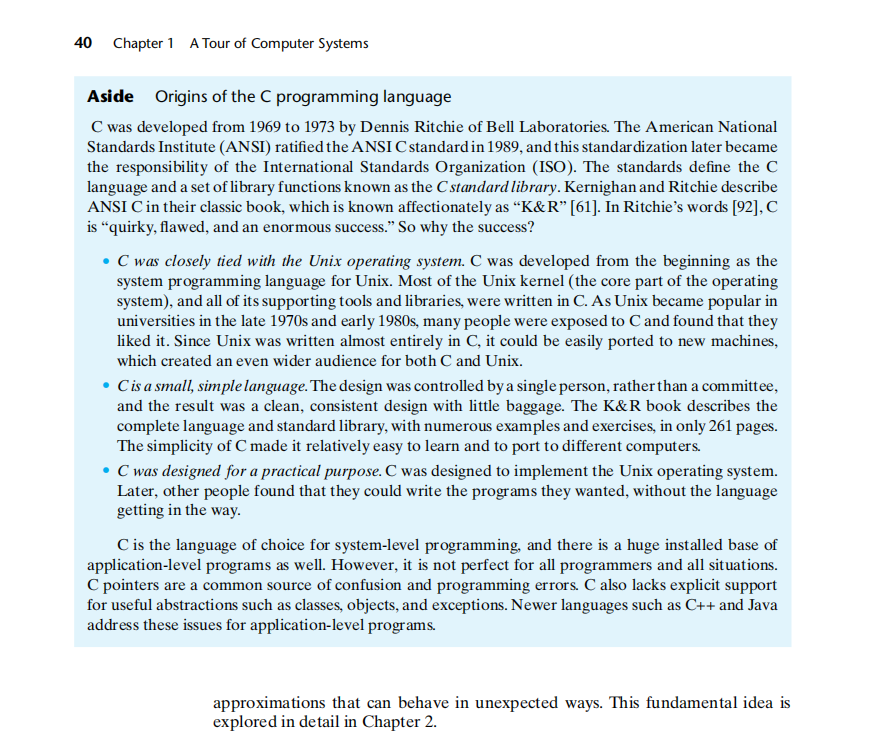 40 Chapter 1 A Tour of Computer Systems
Aside Origins of the C programming language
C was developed from 1969 to 1973 by Dennis Ritchie of Bell Laboratories. The American National
Standards Institute (ANSI) ratified the ANSI C standard in 1989, and this standardization later became
the responsibility of the International Standards Organization (ISO). The standards define the C
language and a set of library functions known as the C standard library. Kernighan and Ritchie describe
ANSI C in their classic book, which is known affectionately as “K&R” [61]. In Ritchie’s words [92], C
is “quirky, flawed, and an enormous success.” So why the success?
• C was closely tied with the Unix operating system. C was developed from the beginning as the
system programming language for Unix. Most of the Unix kernel (the core part of the operating
system), and all of its supporting tools and libraries, were written in C. As Unix became popular in
universities in the late 1970s and early 1980s, many people were exposed to C and found that they
liked it. Since Unix was written almost entirely in C, it could be easily ported to new machines,
which created an even wider audience for both C and Unix.
• C is a small, simple language. The design was controlled by a single person, rather than a committee,
and the result was a clean, consistent design with little baggage. The K&R book describes the
complete language and standard library, with numerous examples and exercises, in only 261 pages.
The simplicity of C made it relatively easy to learn and to port to different computers.
• C was designed for a practical purpose. C was designed to implement the Unix operating system.
Later, other people found that they could write the programs they wanted, without the language
getting in the way.
C is the language of choice for system-level programming, and there is a huge installed base of
application-level programs as well. However, it is not perfect for all programmers and all situations.
C pointers are a common source of confusion and programming errors. C also lacks explicit support
for useful abstractions such as classes, objects, and exceptions. Newer languages such as C++ and Java
address these issues for application-level programs.
approximations that can behave in unexpected ways. This fundamental idea is
explored in detail in Chapter 2.